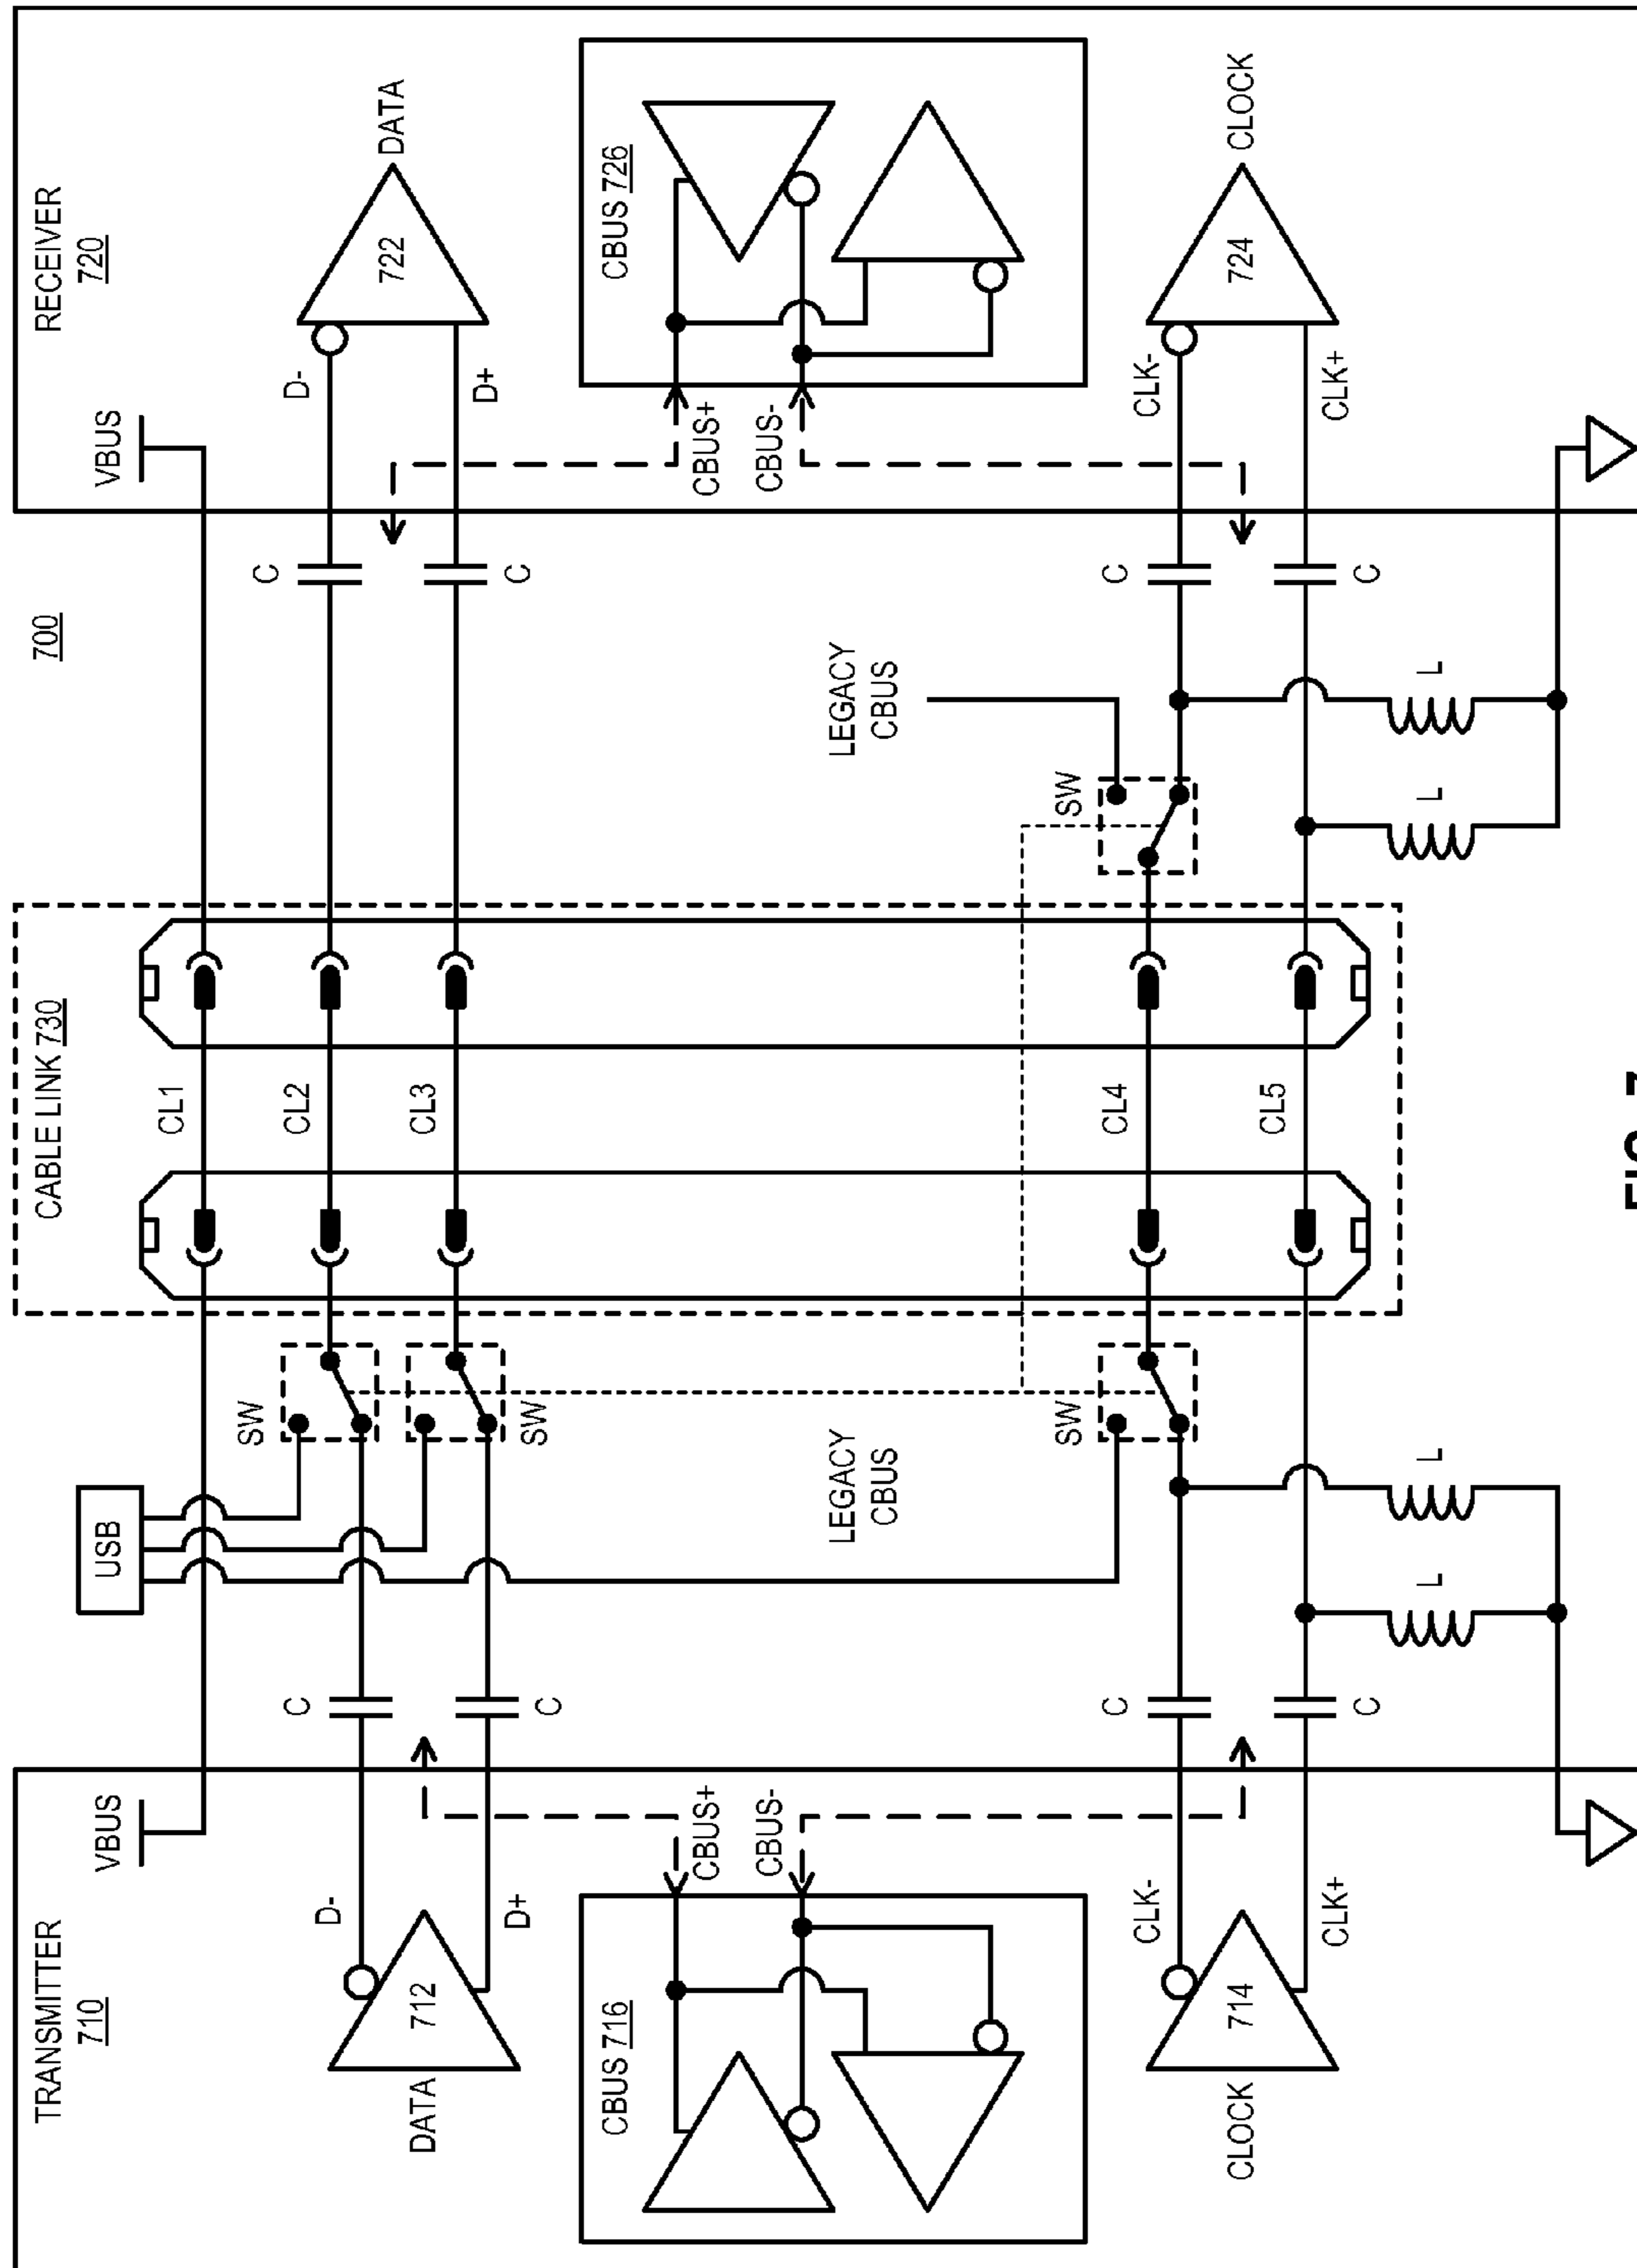 TRANSMITTER
710
700
RECEIVER
720
CABLE LINK 730
VBUS
USB
VBUS
CL1
D-
C
SW
CL2
C
D-
DATA
712
D+
C
SW
CL3
C
D+
722
DATA
CBUS 716
CBUS+
CBUS-
LEGACY
CBUS
LEGACY
CBUS
CBUS+
CBUS-
CBUS 726
CLK-
C
SW
CL4
SW
C
CLK-
CLOCK
714
CLK+
C
CL5
C
CLK+
724
CLOCK
L
L
L
L